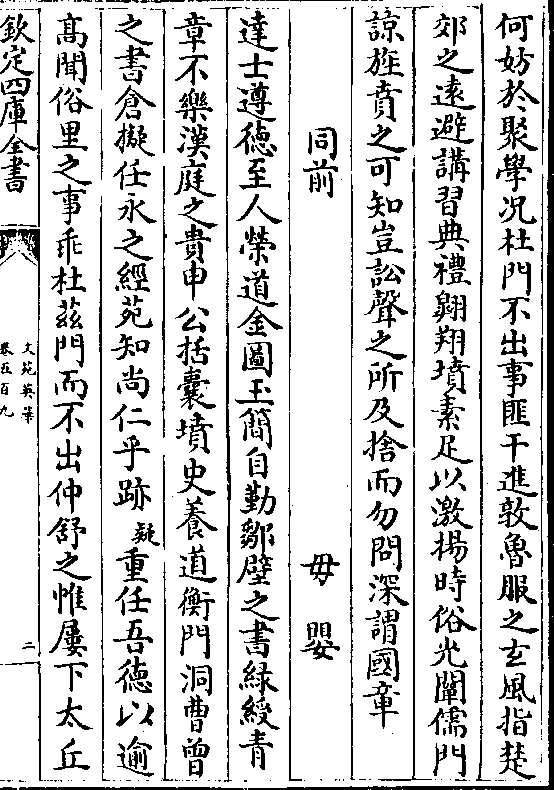 何妨於聚學况杜門不出事匪干進敦魯服之玄風指楚
郊之逺避講習典禮翺翔墳素足以激揚時俗光闡儒門
諒旌賁之可知豈訟聲之所及捨而勿問深謂國章
同前 毋嬰
達士遵徳至人榮道金圖玉簡自勤鄒壁之書緑綬青
章不樂漢庭之貴申公括囊墳史養道衡門洞曹曽
之書倉擬任永之經苑知尚仁乎跡疑重任吾徳以逾
髙聞俗里之事乖杜茲門而不出仲舒之帷屢下太丘
欽定四庫全書
文苑英華
卷五百九
二